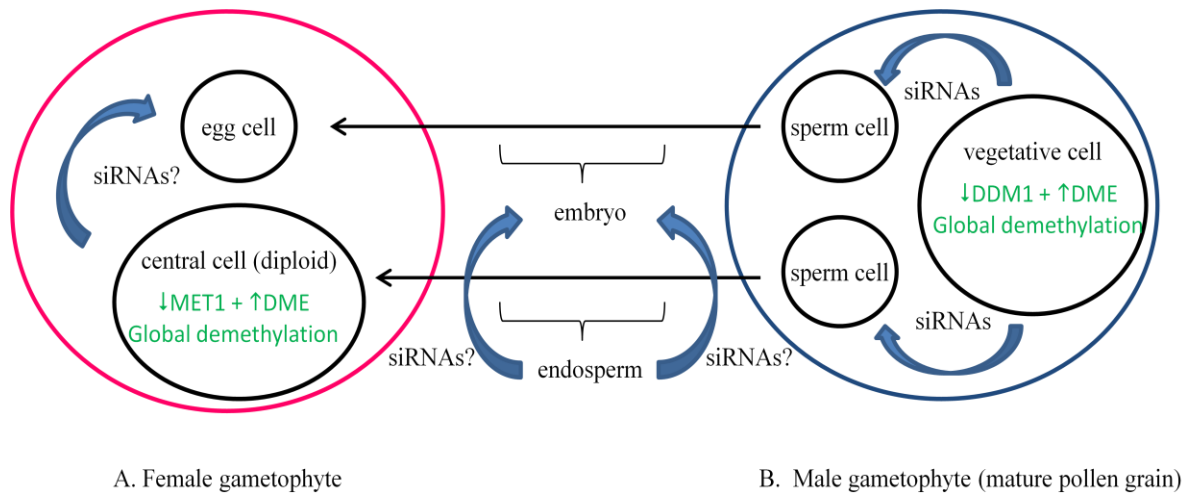 egg cell
siRNAs?
central cell (diploid)
↓MET1 + ↑DME
Global demethylation
embryo
endosperm
siRNAs?
siRNAs?
sperm cell
sperm cell
siRNAs
vegetative cell
↓DDM1 + ↑DME
Global demethylation
siRNAs
A. Female gametophyte
B. Male gametophyte (mature pollen grain)